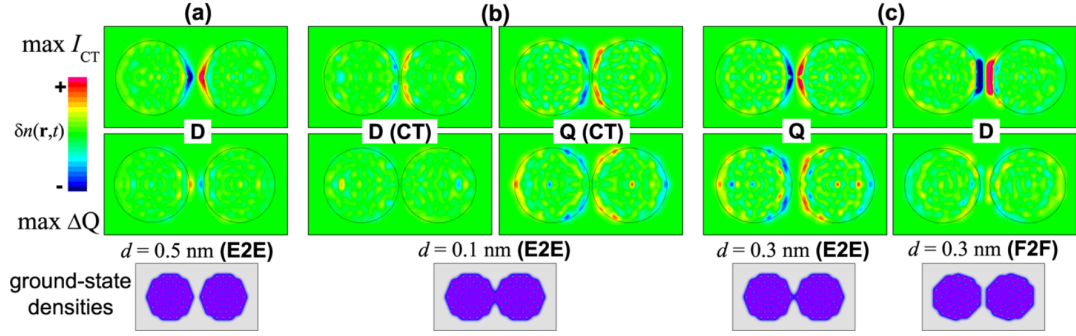 (a)
(b)
(c)
max I_CT
+
δn(r,t)
-
max ΔQ
D
D (CT)
Q (CT)
Q
D
d = 0.5 nm (E2E)
d = 0.1 nm (E2E)
d = 0.3 nm (E2E)
d = 0.3 nm (F2F)
ground-state
densities